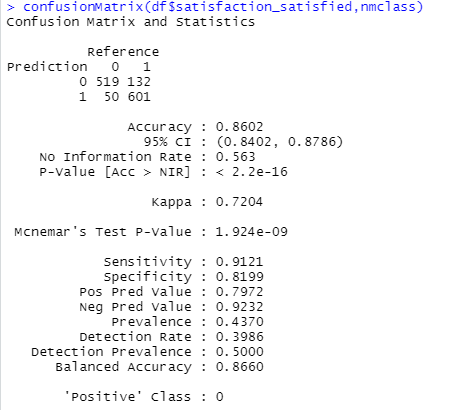 > confusionMatrix(df$satisfaction_satisfied,nmclass)
Confusion Matrix and Statistics
Reference
Prediction 0 1
0 519 132
1 50 601
Accuracy : 0.8602
95% CI : (0.8402, 0.8786)
No Information Rate : 0.563
P-Value [Acc > NIR] : < 2.2e-16
Kappa : 0.7204
Mcnemar's Test P-Value : 1.924e-09
Sensitivity : 0.9121
Specificity : 0.8199
Pos Pred Value : 0.7972
Neg Pred Value : 0.9232
Prevalence : 0.4370
Detection Rate : 0.3986
Detection Prevalence : 0.5000
Balanced Accuracy : 0.8660
'Positive' Class : 0